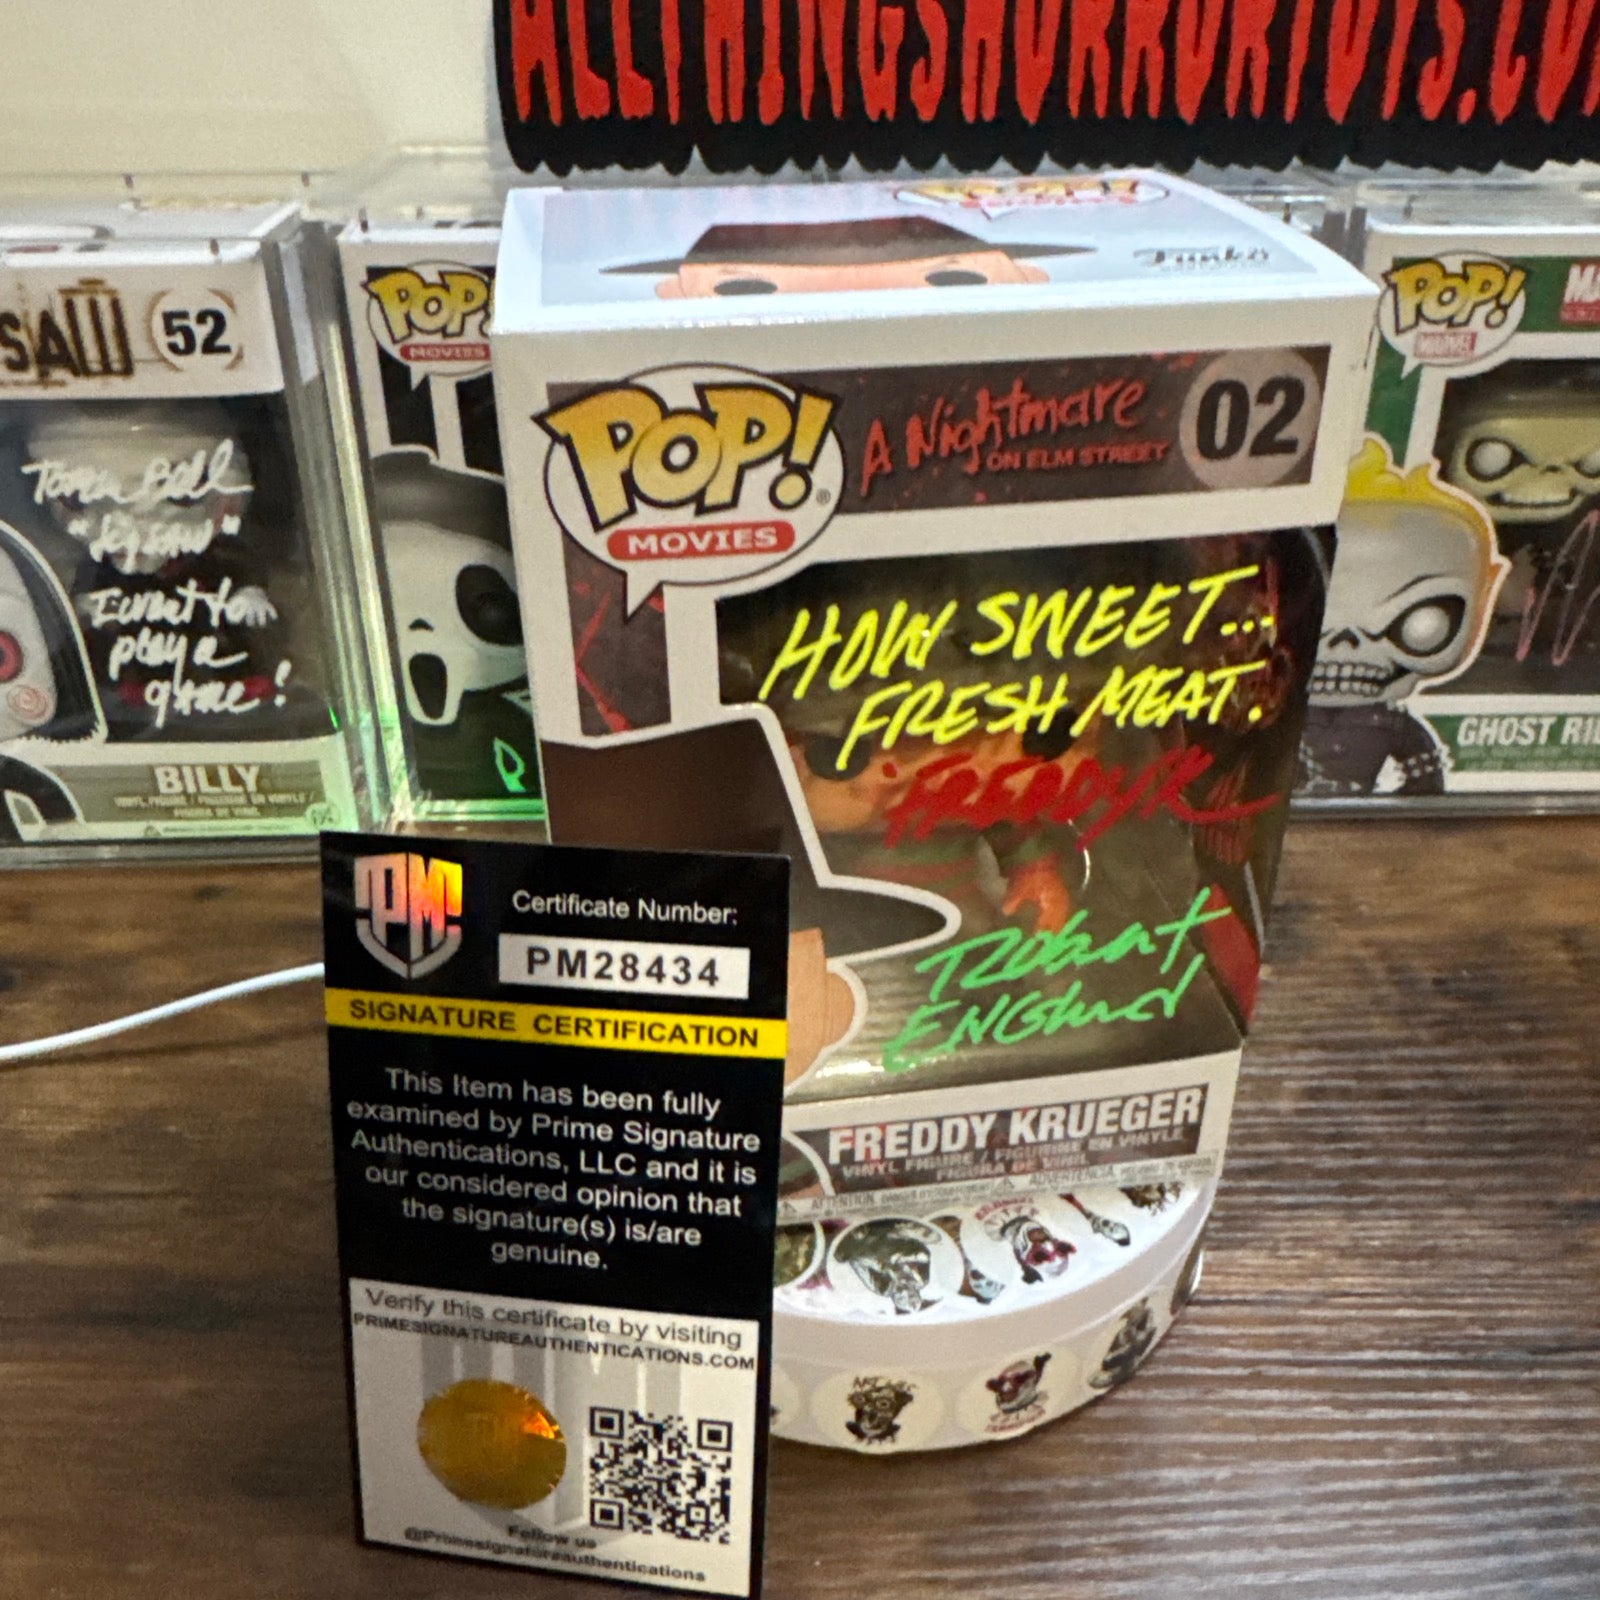 ALLTHINGSHORRORTOYS.CO
SAW 52
POP!
MOVIES
Funko
POP!
MARVEL
POP!®
MOVIES
A Nightmare
ON ELM STREET
02
Tobin Bell
"Jigsaw"
I want to
play a
game!
BILLY
HOW SWEET...
FRESH MEAT.
FREDDY K
Robert
ENGlund
GHOST RI
FREDDY KRUEGER
VINYL FIGURE / FIGURINE EN VINYLE
FIGURA DE VINIL
PM
Certificate Number:
PM28434
SIGNATURE CERTIFICATION
This Item has been fully
examined by Prime Signature
Authentications, LLC and it is
our considered opinion that
the signature(s) is/are
genuine.
Verify this certificate by visiting
PRIMESIGNATUREAUTHENTICATIONS.COM
Follow us
@Primesignatureauthentications